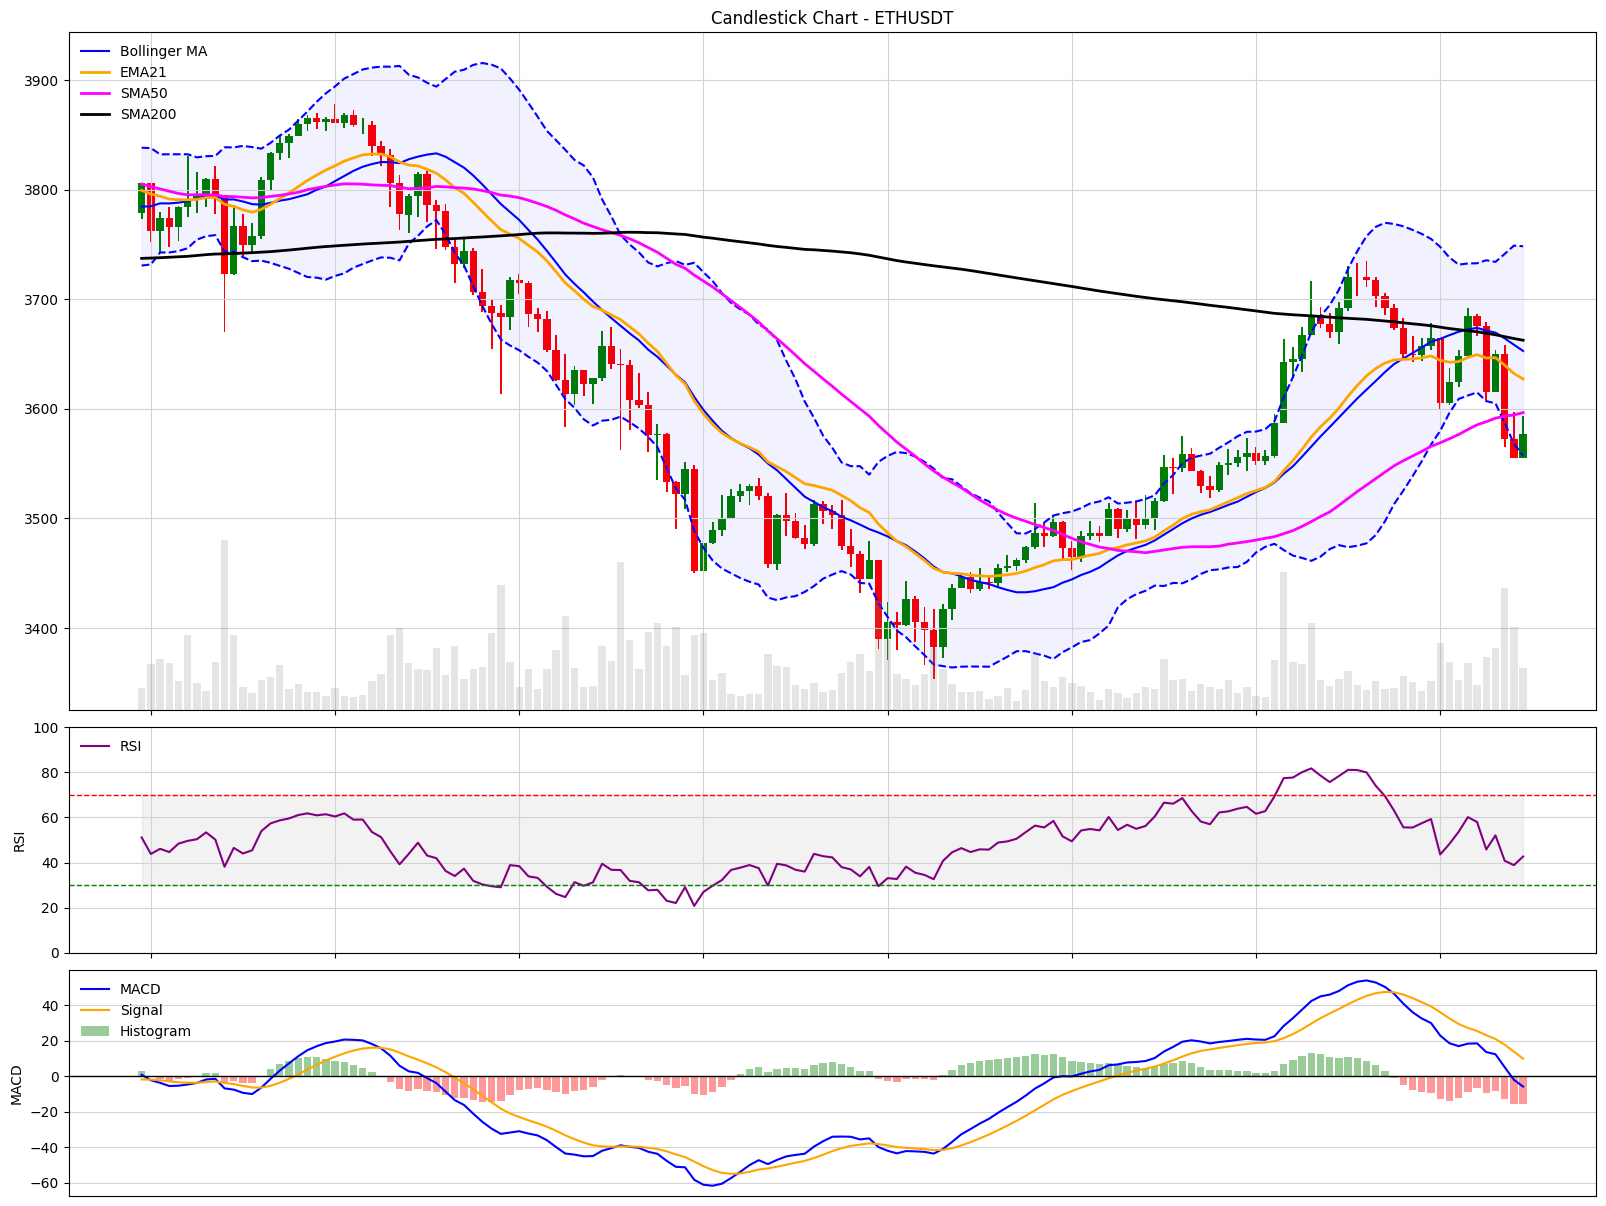 Candlestick Chart - ETHUSDT
Bollinger MA
EMA21
SMA50
SMA200
3900
3800
3700
3600
3500
3400
RSI
100
80
60
40
20
0
RSI
MACD
Signal
Histogram
40
20
0
−20
−40
−60
MACD